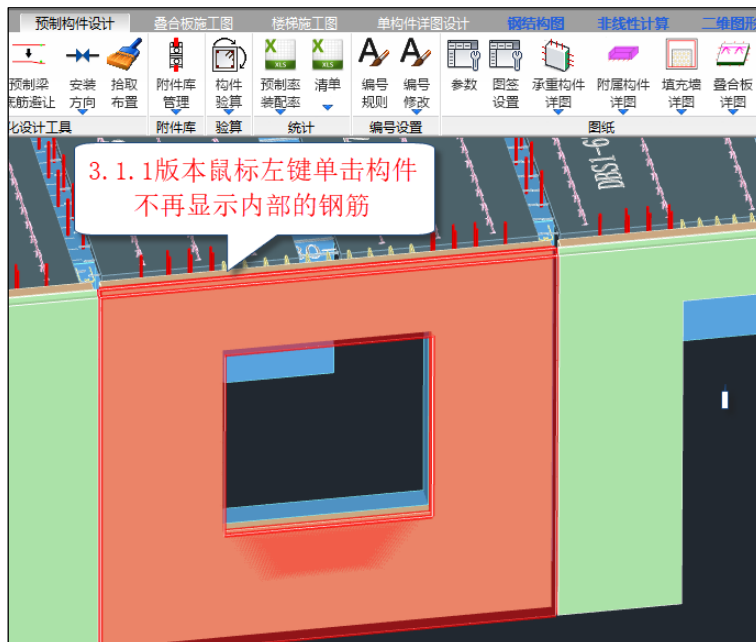 预制构件设计 叠合板施工图 楼梯施工图 单构件详图设计 钢结构图 非线性计算 二维图形
XLS XLS
预制梁 安装 拾取 附件库 构件 预制率 清单 编号 编号 参数 图签 承重构件 附属构件 填充墙 叠合板
底筋避让 方向 布置 管理 验算 装配率 规则 修改 设置 详图 详图 详图 详图
化设计工具 附件库 验算 统计 编号设置 图纸
3.1.1版本鼠标左键单击构件
不再显示内部的钢筋